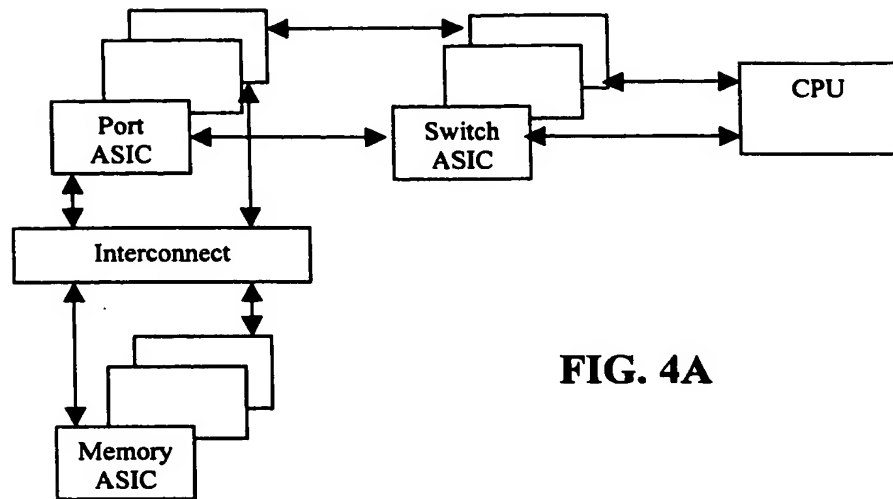 Port
ASIC
Switch
ASIC
CPU
Interconnect
Memory
ASIC
FIG. 4A